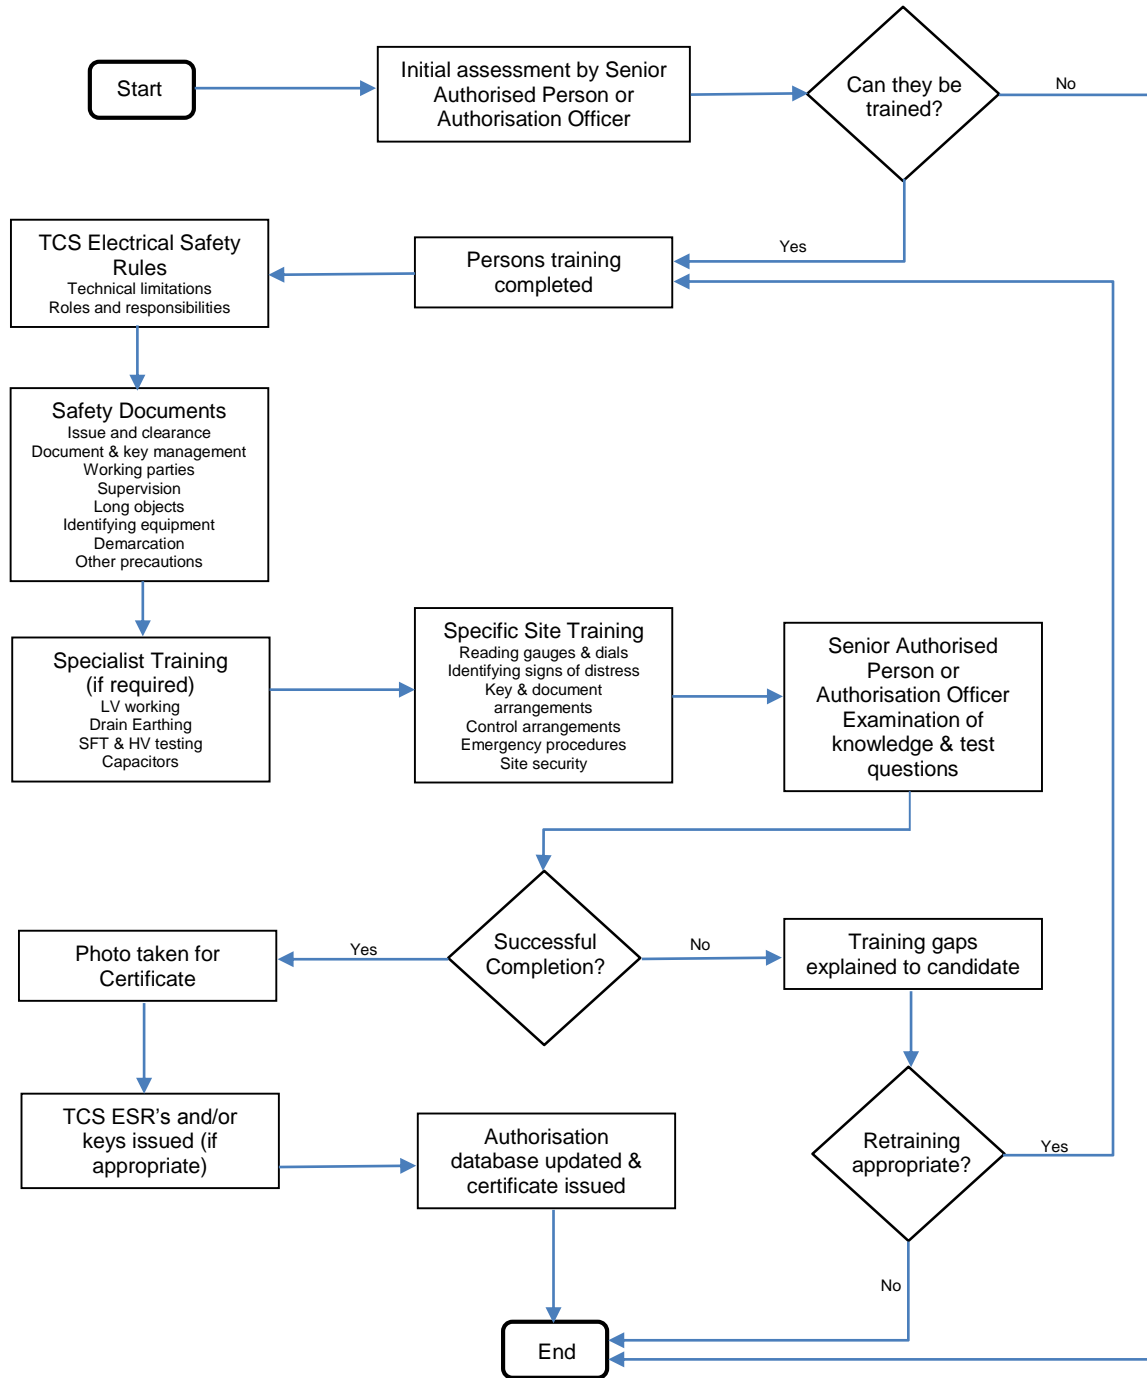 Start
Initial assessment by Senior
Authorised Person or
Authorisation Officer
Can they be
trained?
No
Yes
Persons training
completed
TCS Electrical Safety
Rules
Technical limitations
Roles and responsibilities
Safety Documents
Issue and clearance
Document & key management
Working parties
Supervision
Long objects
Identifying equipment
Demarcation
Other precautions
Specialist Training
(if required)
LV working
Drain Earthing
SFT & HV testing
Capacitors
Specific Site Training
Reading gauges & dials
Identifying signs of distress
Key & document
arrangements
Control arrangements
Emergency procedures
Site security
Senior Authorised
Person or
Authorisation Officer
Examination of
knowledge & test
questions
Successful
Completion?
Yes
No
Photo taken for
Certificate
Training gaps
explained to candidate
TCS ESR’s and/or
keys issued (if
appropriate)
Authorisation
database updated &
certificate issued
Retraining
appropriate?
Yes
No
End